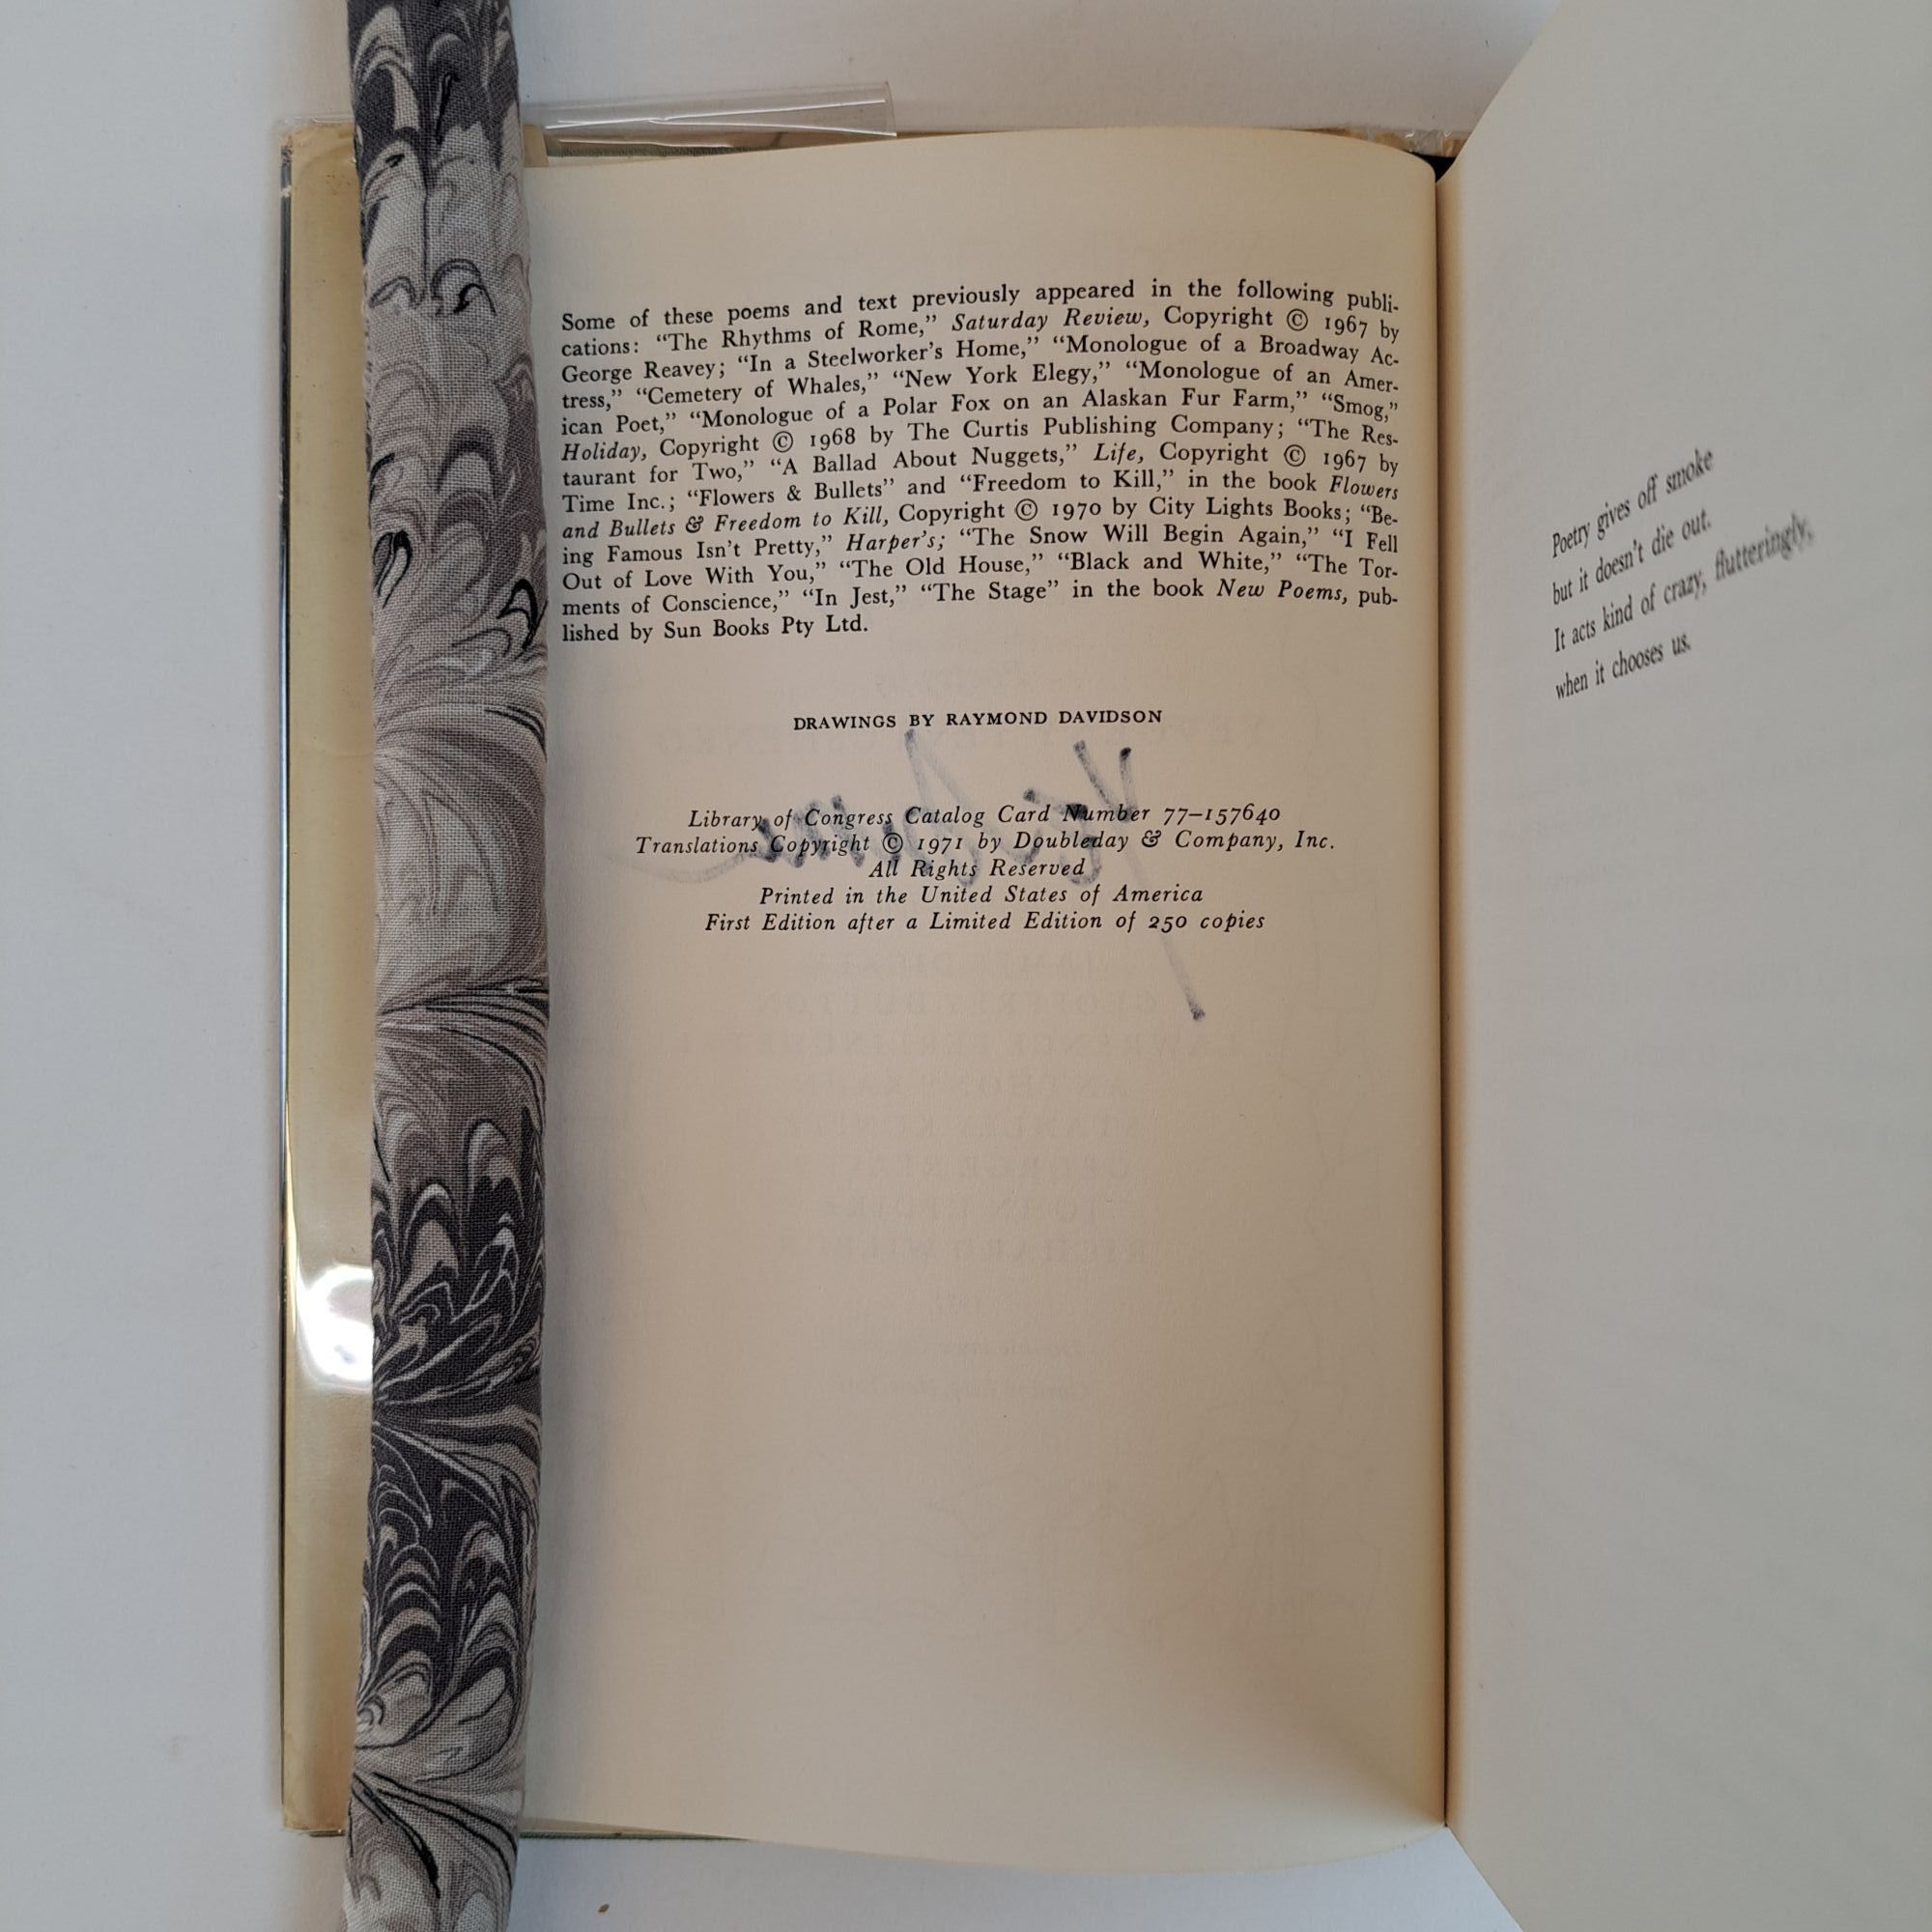 Some of these poems and text previously appeared in the following publi-
cations: “The Rhythms of Rome,” Saturday Review, Copyright © 1967 by
George Reavey; “In a Steelworker’s Home,” “Monologue of a Broadway Ac-
tress,” “Cemetery of Whales,” “New York Elegy,” “Monologue of an Amer-
ican Poet,” “Monologue of a Polar Fox on an Alaskan Fur Farm,” “Smog,”
Holiday, Copyright © 1968 by The Curtis Publishing Company; “The Res-
taurant for Two,” “A Ballad About Nuggets,” Life, Copyright © 1967 by
Time Inc.; “Flowers & Bullets” and “Freedom to Kill,” in the book Flowers
and Bullets & Freedom to Kill, Copyright © 1970 by City Lights Books; “Be-
ing Famous Isn’t Pretty,” Harper’s; “The Snow Will Begin Again,” “I Fell
Out of Love With You,” “The Old House,” “Black and White,” “The Tor-
ments of Conscience,” “In Jest,” “The Stage” in the book New Poems, pub-
lished by Sun Books Pty Ltd.
DRAWINGS BY RAYMOND DAVIDSON
Library of Congress Catalog Card Number 77–157640
Translations Copyright © 1971 by Doubleday & Company, Inc.
All Rights Reserved
Printed in the United States of America
First Edition after a Limited Edition of 250 copies
Poetry gives off smoke
but it doesn’t die out.
It acts kind of crazy, flutteringly,
when it chooses us.